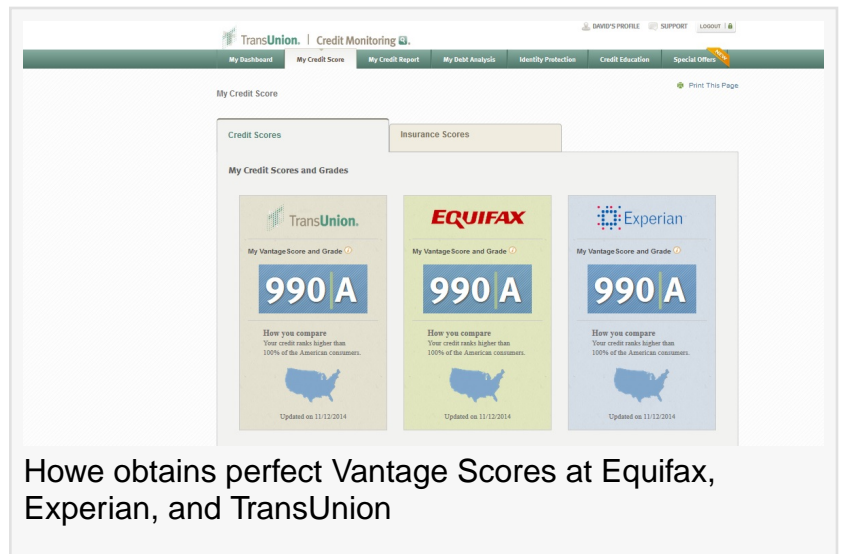 DAVID'S PROFILE SUPPORT LOGOUT
TransUnion. | Credit Monitoring
My Dashboard My Credit Score My Credit Report My Debt Analysis Identity Protection Credit Education Special Offers NEW
My Credit Score
Print This Page
Credit Scores Insurance Scores
My Credit Scores and Grades
TransUnion. EQUIFAX Experian
My VantageScore and Grade My VantageScore and Grade My VantageScore and Grade
990 A 990 A 990 A
How you compare How you compare How you compare
Your credit ranks higher than Your credit ranks higher than Your credit ranks higher than
100% of the American consumers. 100% of the American consumers. 100% of the American consumers.
Updated on 11/12/2014 Updated on 11/12/2014 Updated on 11/12/2014
Howe obtains perfect Vantage Scores at Equifax,
Experian, and TransUnion